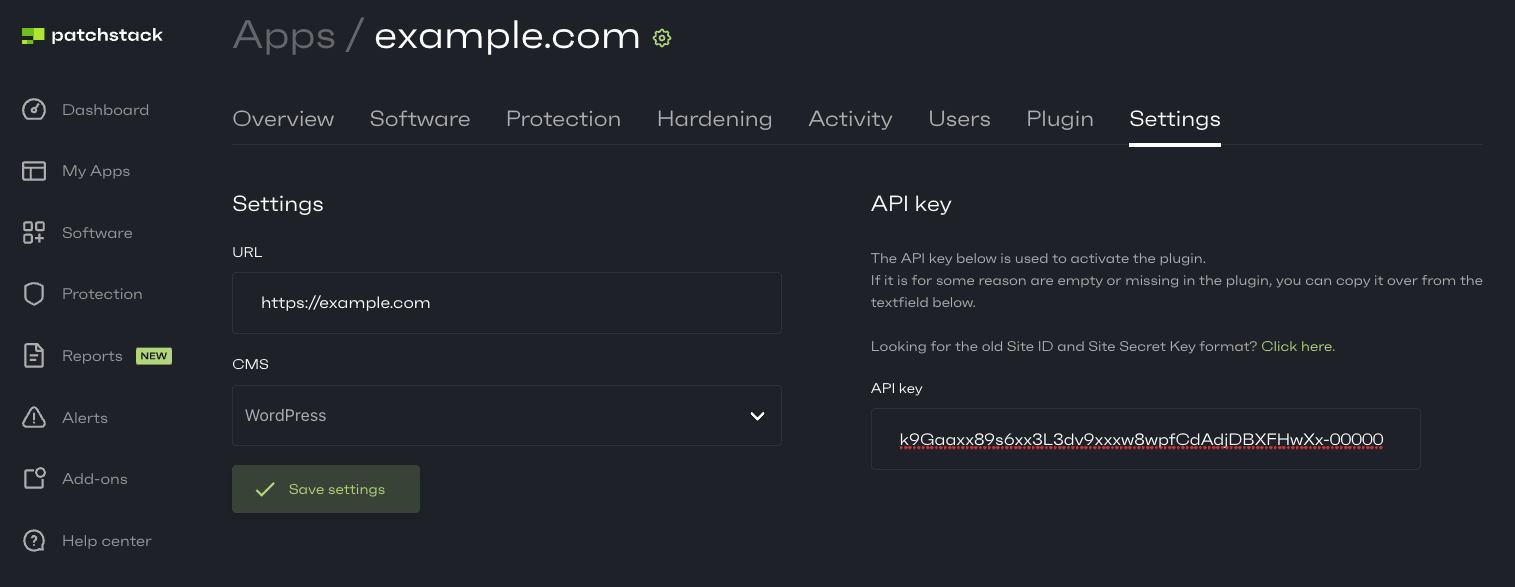 patchstack
Dashboard
My Apps
Software
Protection
Reports NEW
Alerts
Add-ons
Help center
Apps / example.com
Overview Software Protection Hardening Activity Users Plugin Settings
Settings
URL
https://example.com
CMS
WordPress
Save settings
API key
The API key below is used to activate the plugin.
If it is for some reason are empty or missing in the plugin, you can copy it over from the
textfield below.
Looking for the old Site ID and Site Secret Key format? Click here.
API key
k9Gaaxx89s6xx3L3dv9xxxw8wpfCdAdjDBXFHwXx-00000